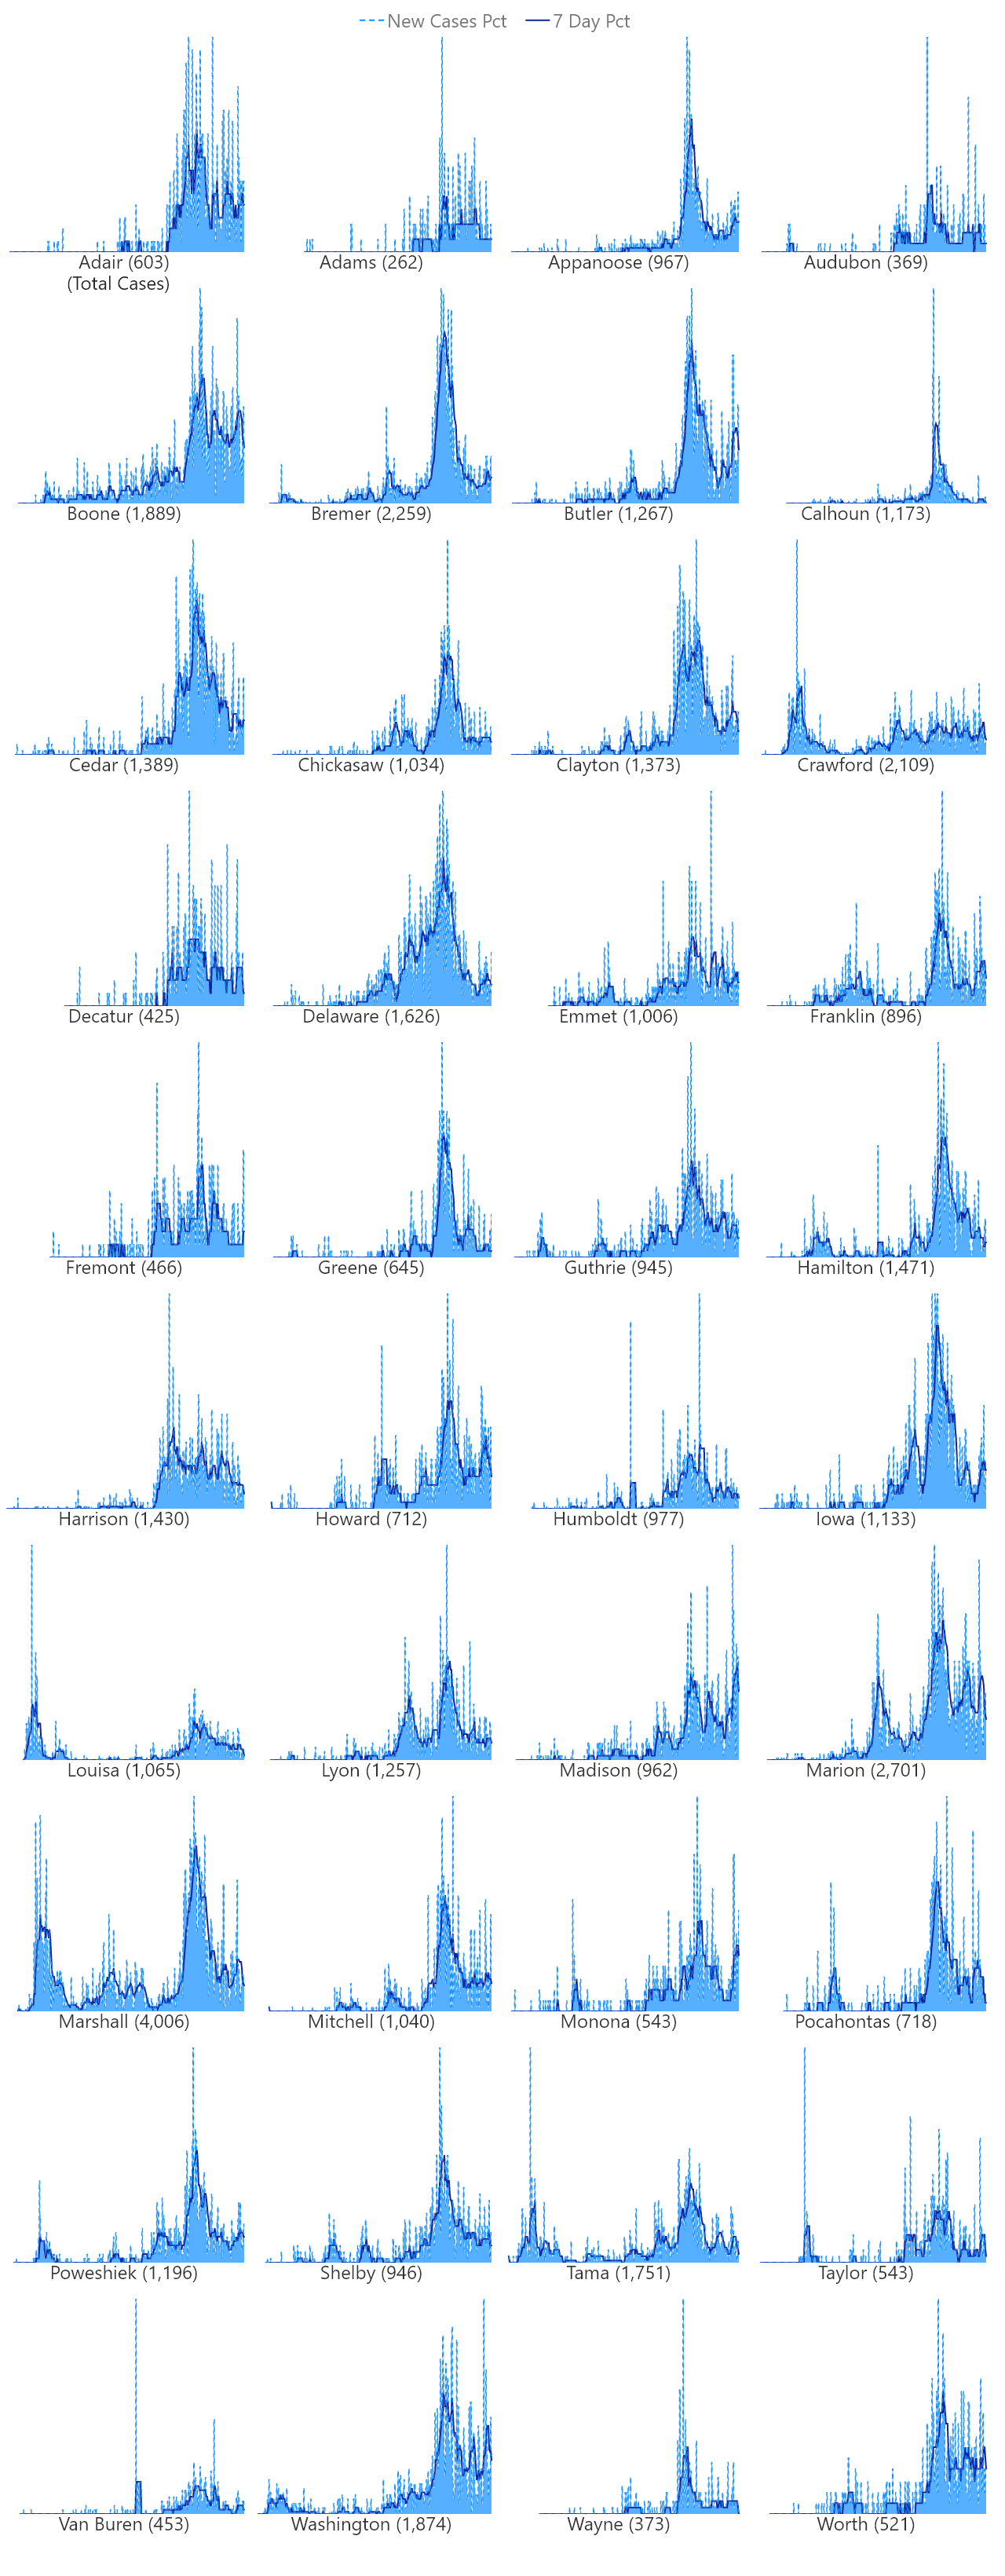 New Cases Pct 7 Day Pct
Adair (603) Adams (262) Appanoose (967) Audubon (369)
(Total Cases)
Boone (1,889) Bremer (2,259) Butler (1,267) Calhoun (1,173)
Cedar (1,389) Chickasaw (1,034) Clayton (1,373) Crawford (2,109)
Decatur (425) Delaware (1,626) Emmet (1,006) Franklin (896)
Fremont (466) Greene (645) Guthrie (945) Hamilton (1,471)
Harrison (1,430) Howard (712) Humboldt (977) Iowa (1,133)
Louisa (1,065) Lyon (1,257) Madison (962) Marion (2,701)
Marshall (4,006) Mitchell (1,040) Monona (543) Pocahontas (718)
Poweshiek (1,196) Shelby (946) Tama (1,751) Taylor (543)
Van Buren (453) Washington (1,874) Wayne (373) Worth (521)